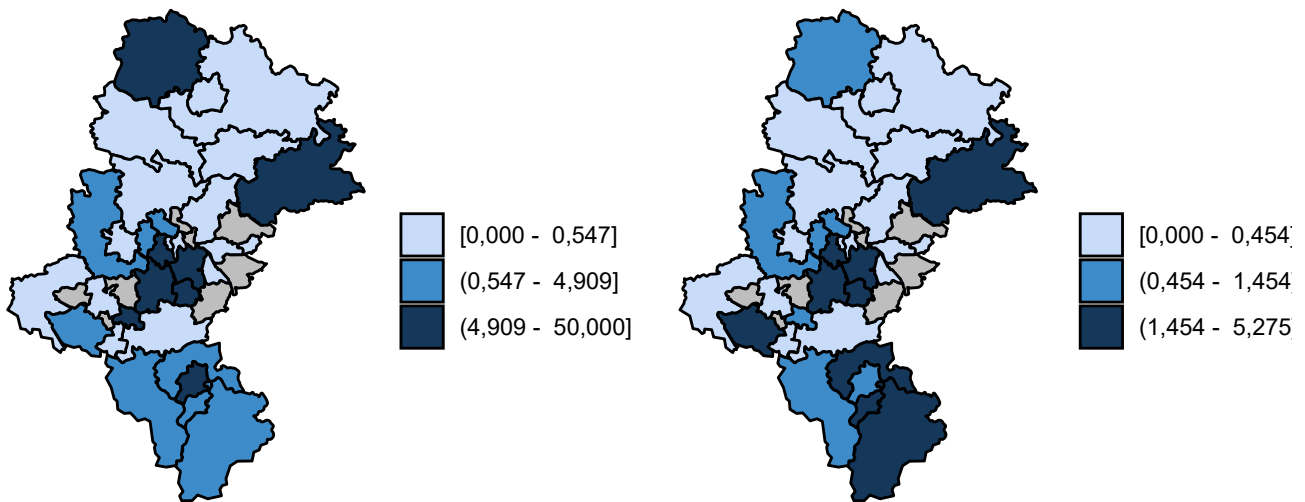 [0,000 - 0,547]
(0,547 - 4,909]
(4,909 - 50,000]
[0,000 - 0,454]
(0,454 - 1,454]
(1,454 - 5,275]